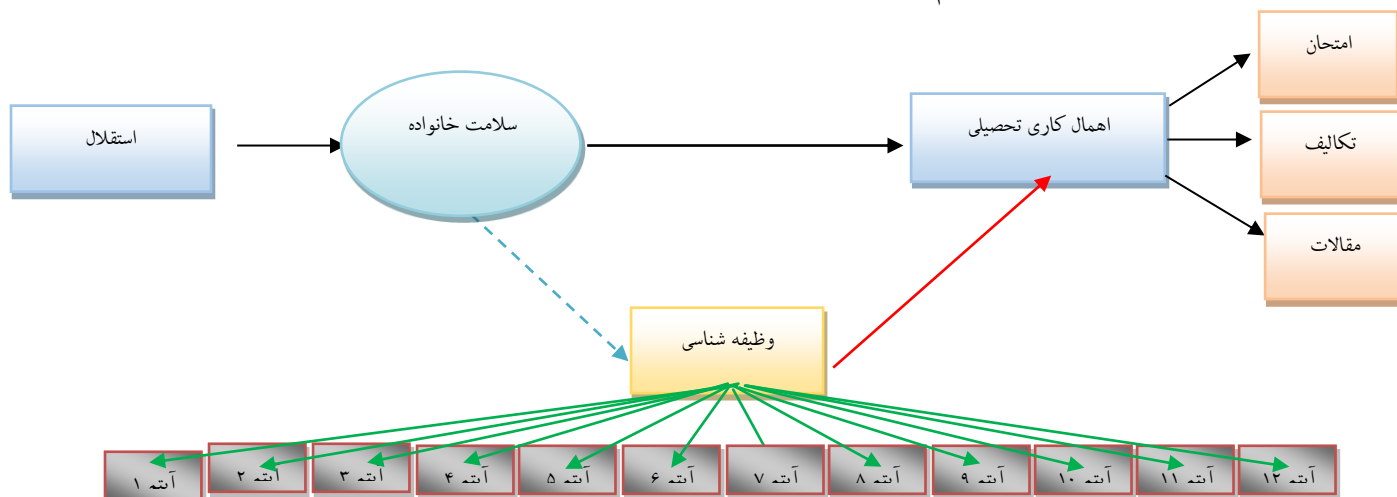 امتحان
استقلال
سلامت خانواده
اهمال کاری تحصیلی
تکالیف
مقالات
وظیفه شناسی
آیتم ۱
آیتم ۲
آیتم ۳
آیتم ۴
آیتم ۵
آیتم ۶
آیتم ۷
آیتم ۸
آیتم ۹
آیتم ۱۰
آیتم ۱۱
آیتم ۱۲